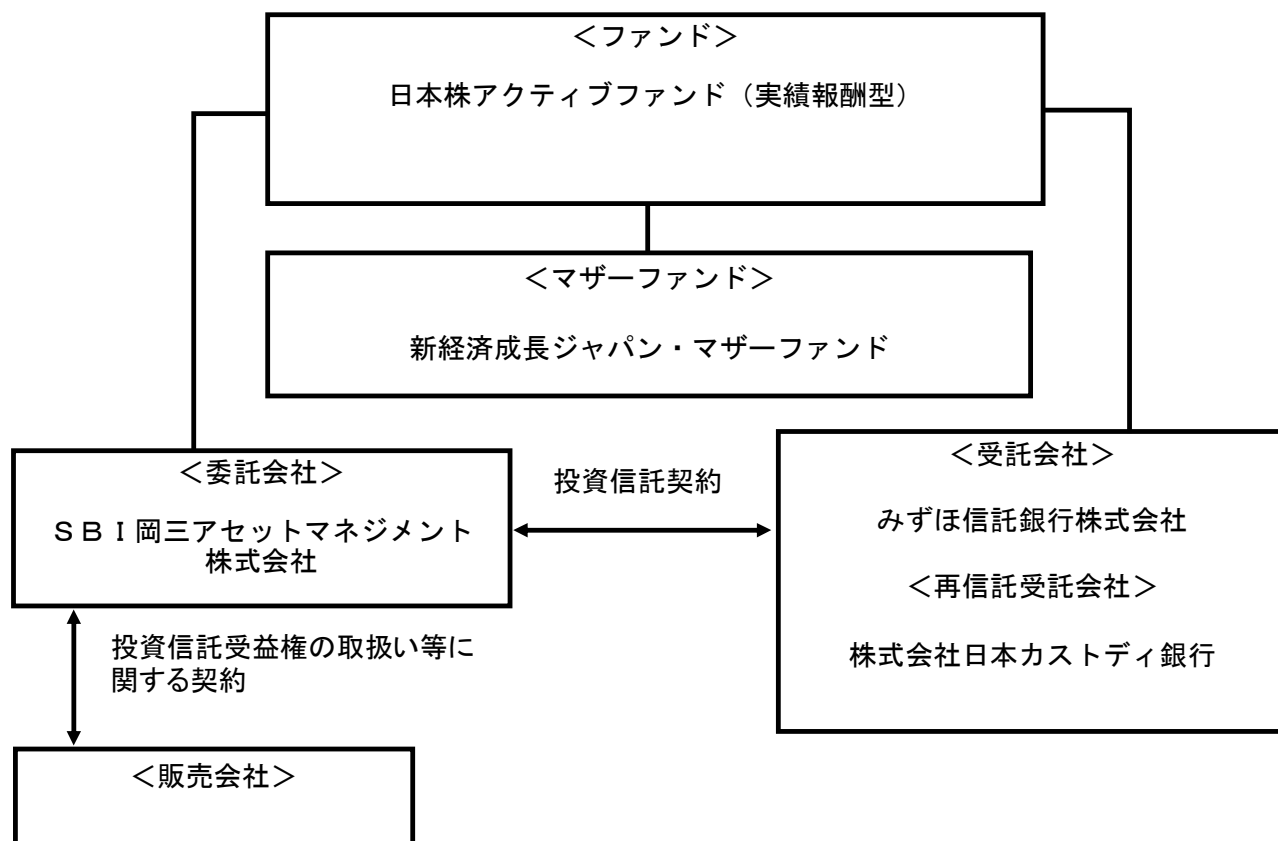 ＜ファンド＞
日本株アクティブファンド（実績報酬型）
＜マザーファンド＞
新経済成長ジャパン・マザーファンド
＜委託会社＞
ＳＢＩ岡三アセットマネジメント
株式会社
投資信託契約
＜受託会社＞
みずほ信託銀行株式会社
＜再信託受託会社＞
株式会社日本カストディ銀行
投資信託受益権の取扱い等に
関する契約
＜販売会社＞